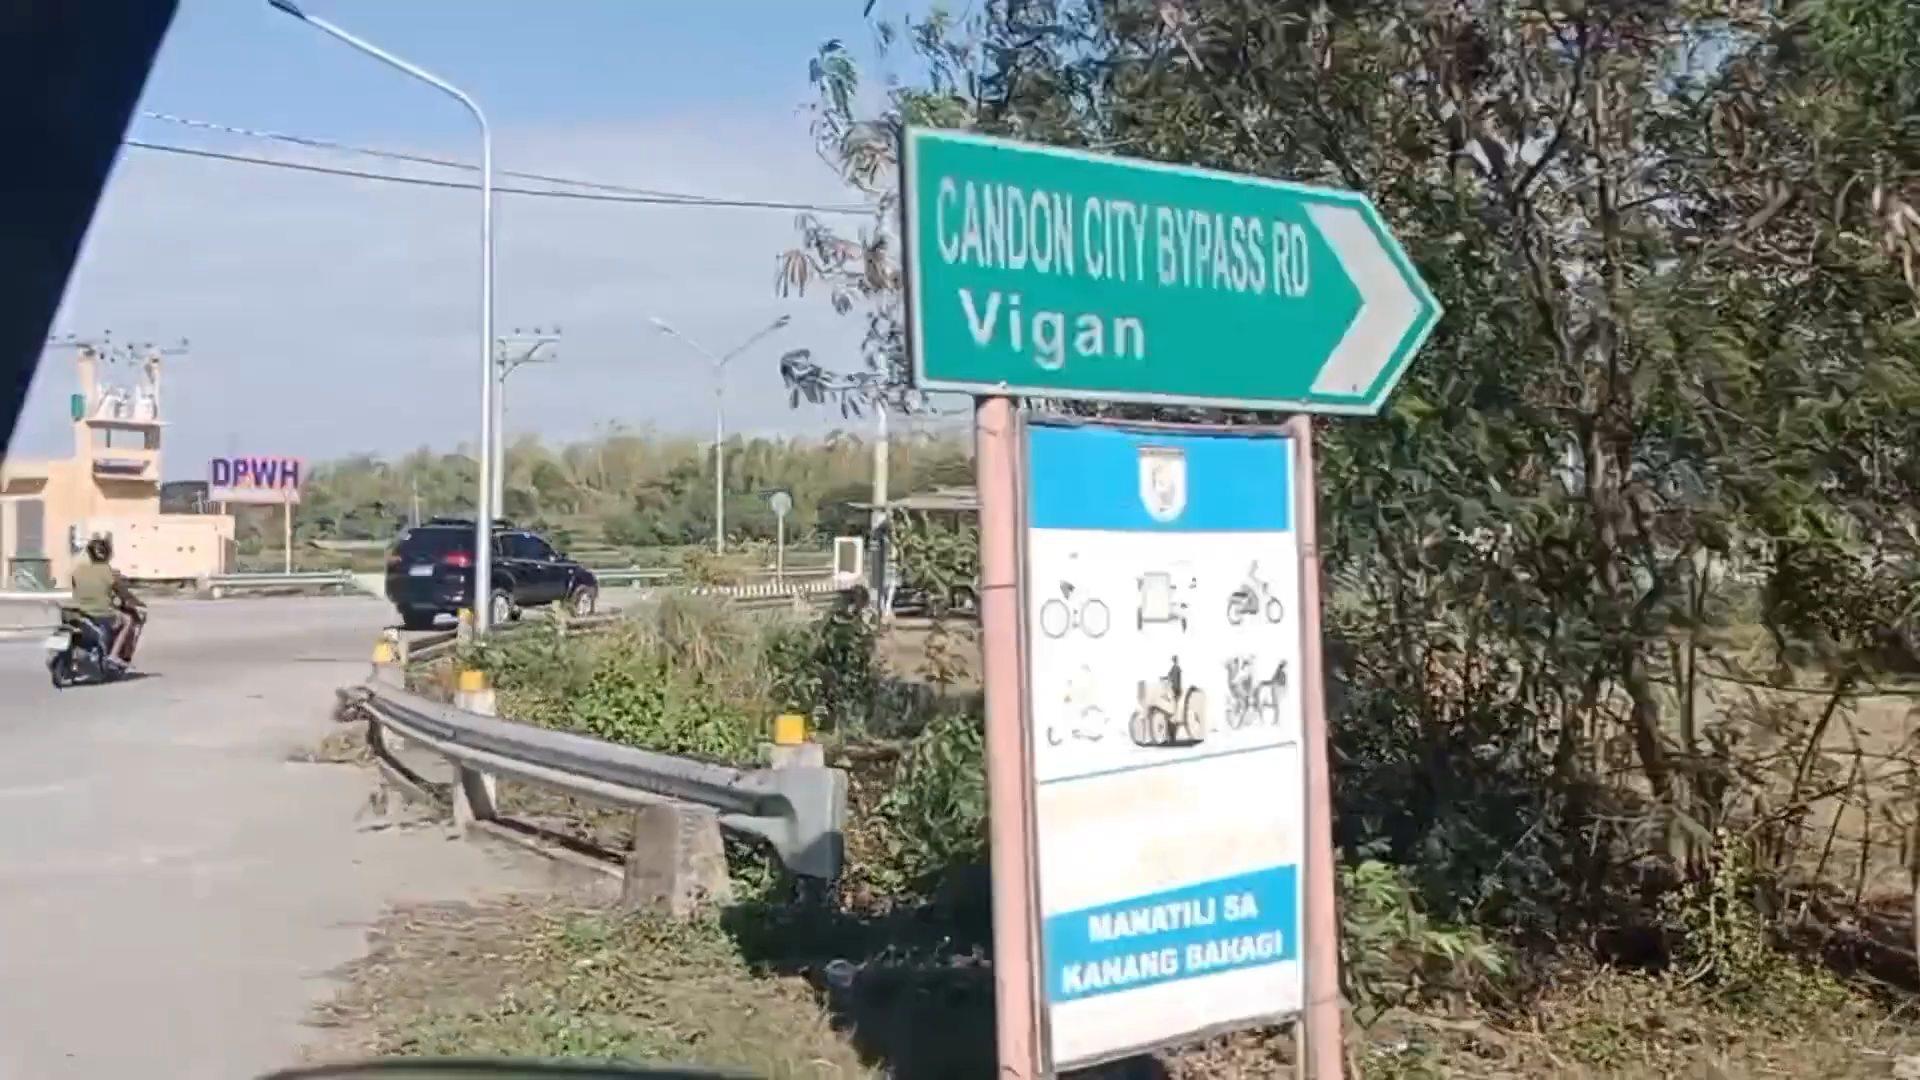 CANDON CITY BYPASS RD
Vigan
DPWH
MANATILI SA
KANANG BAHAGI